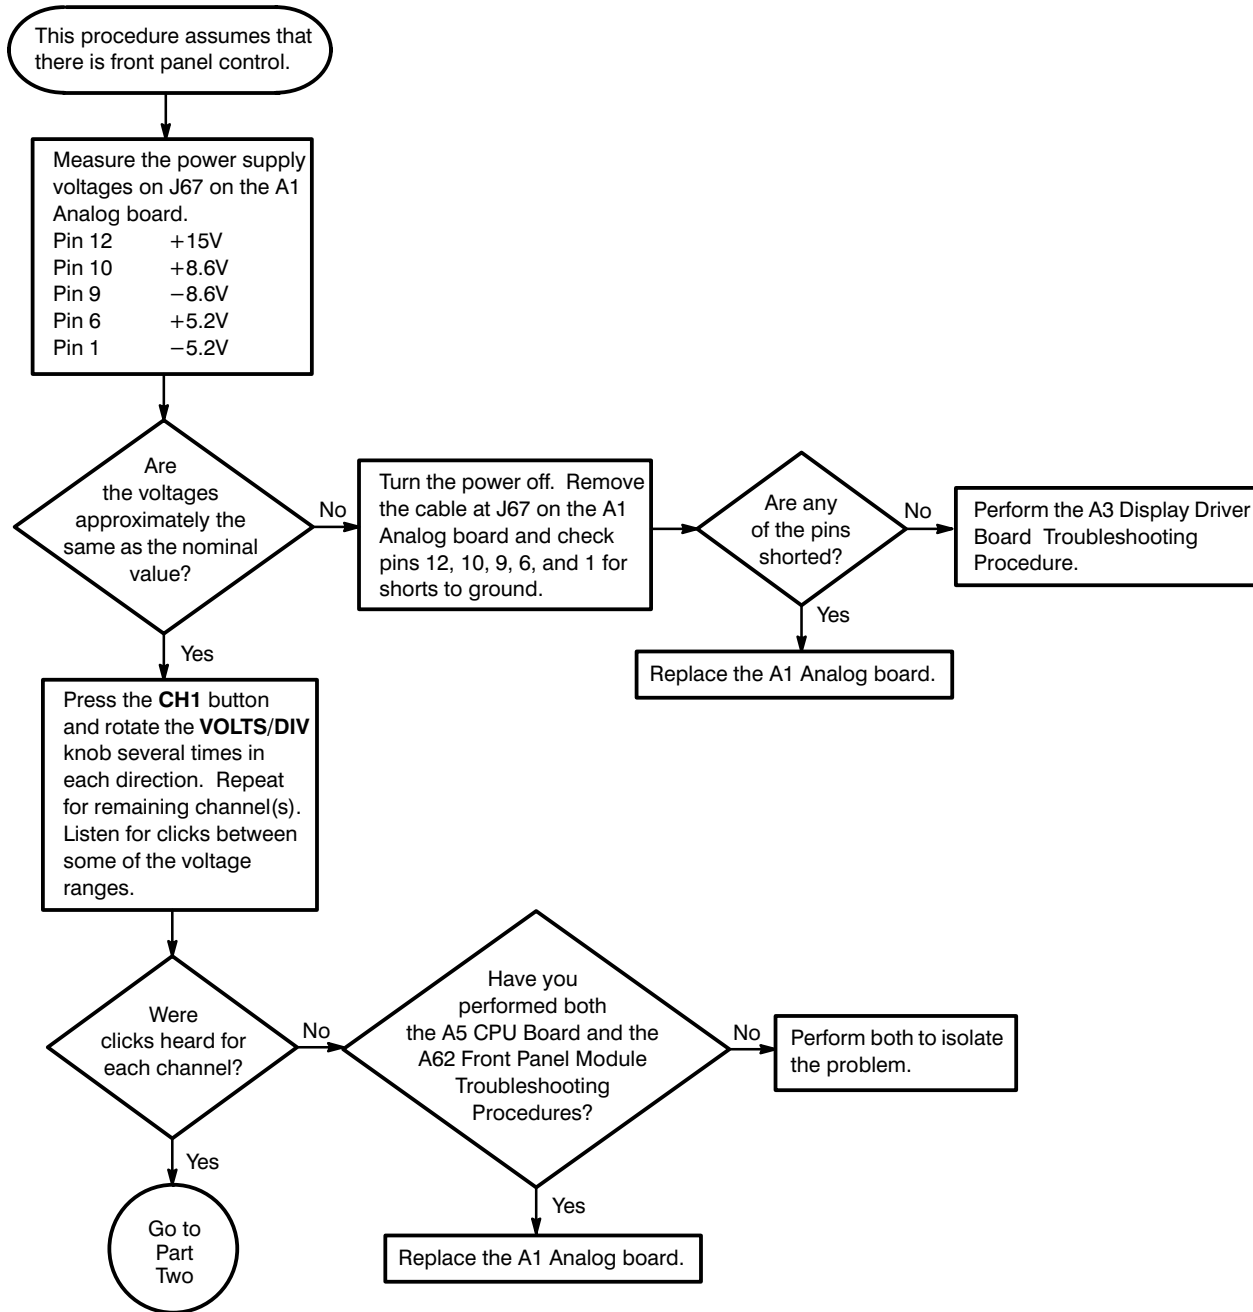 This procedure assumes that
there is front panel control.
Measure the power supply
voltages on J67 on the A1
Analog board.
Pin 12 +15V
Pin 10 +8.6V
Pin 9 −8.6V
Pin 6 +5.2V
Pin 1 −5.2V
Are
the voltages
approximately the
same as the nominal
value?
No
Turn the power off. Remove
the cable at J67 on the A1
Analog board and check
pins 12, 10, 9, 6, and 1 for
shorts to ground.
Are any
of the pins
shorted?
No
Perform the A3 Display Driver
Board Troubleshooting
Procedure.
Yes
Replace the A1 Analog board.
Yes
Press the CH1 button
and rotate the VOLTS/DIV
knob several times in
each direction. Repeat
for remaining channel(s).
Listen for clicks between
some of the voltage
ranges.
Were
clicks heard for
each channel?
No
Have you
performed both
the A5 CPU Board and the
A62 Front Panel Module
Troubleshooting
Procedures?
No
Perform both to isolate
the problem.
Yes
Replace the A1 Analog board.
Yes
Go to
Part
Two